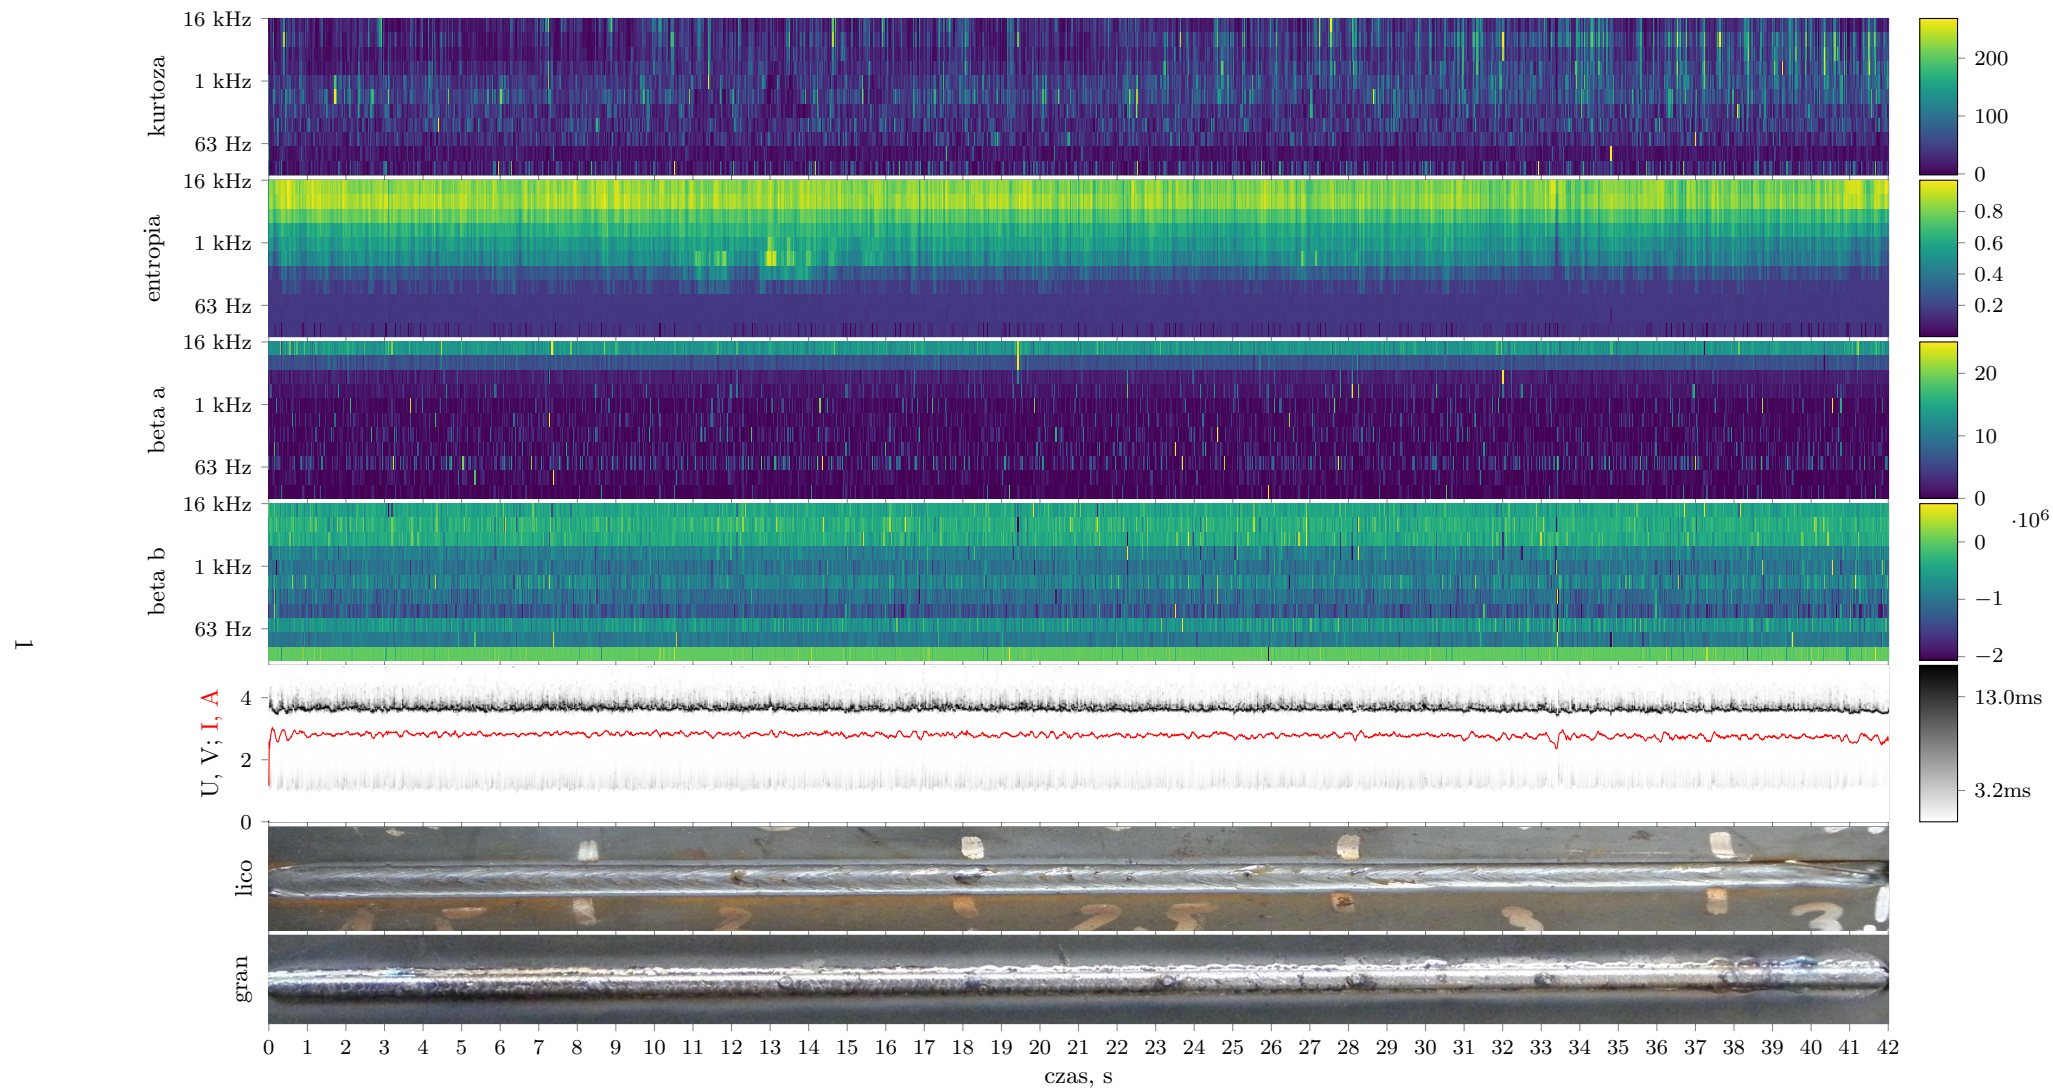 16 kHz
1 kHz
63 Hz
kurtoza
200
100
0
16 kHz
1 kHz
63 Hz
entropia
0.8
0.6
0.4
0.2
16 kHz
1 kHz
63 Hz
beta a
20
10
0
16 kHz
1 kHz
63 Hz
beta b
·10⁶
0
−1
−2
1
U, V; I, A
4
2
0
13.0ms
3.2ms
lico
gran
0 1 2 3 4 5 6 7 8 9 10 11 12 13 14 15 16 17 18 19 20 21 22 23 24 25 26 27 28 29 30 31 32 33 34 35 36 37 38 39 40 41 42
czas, s